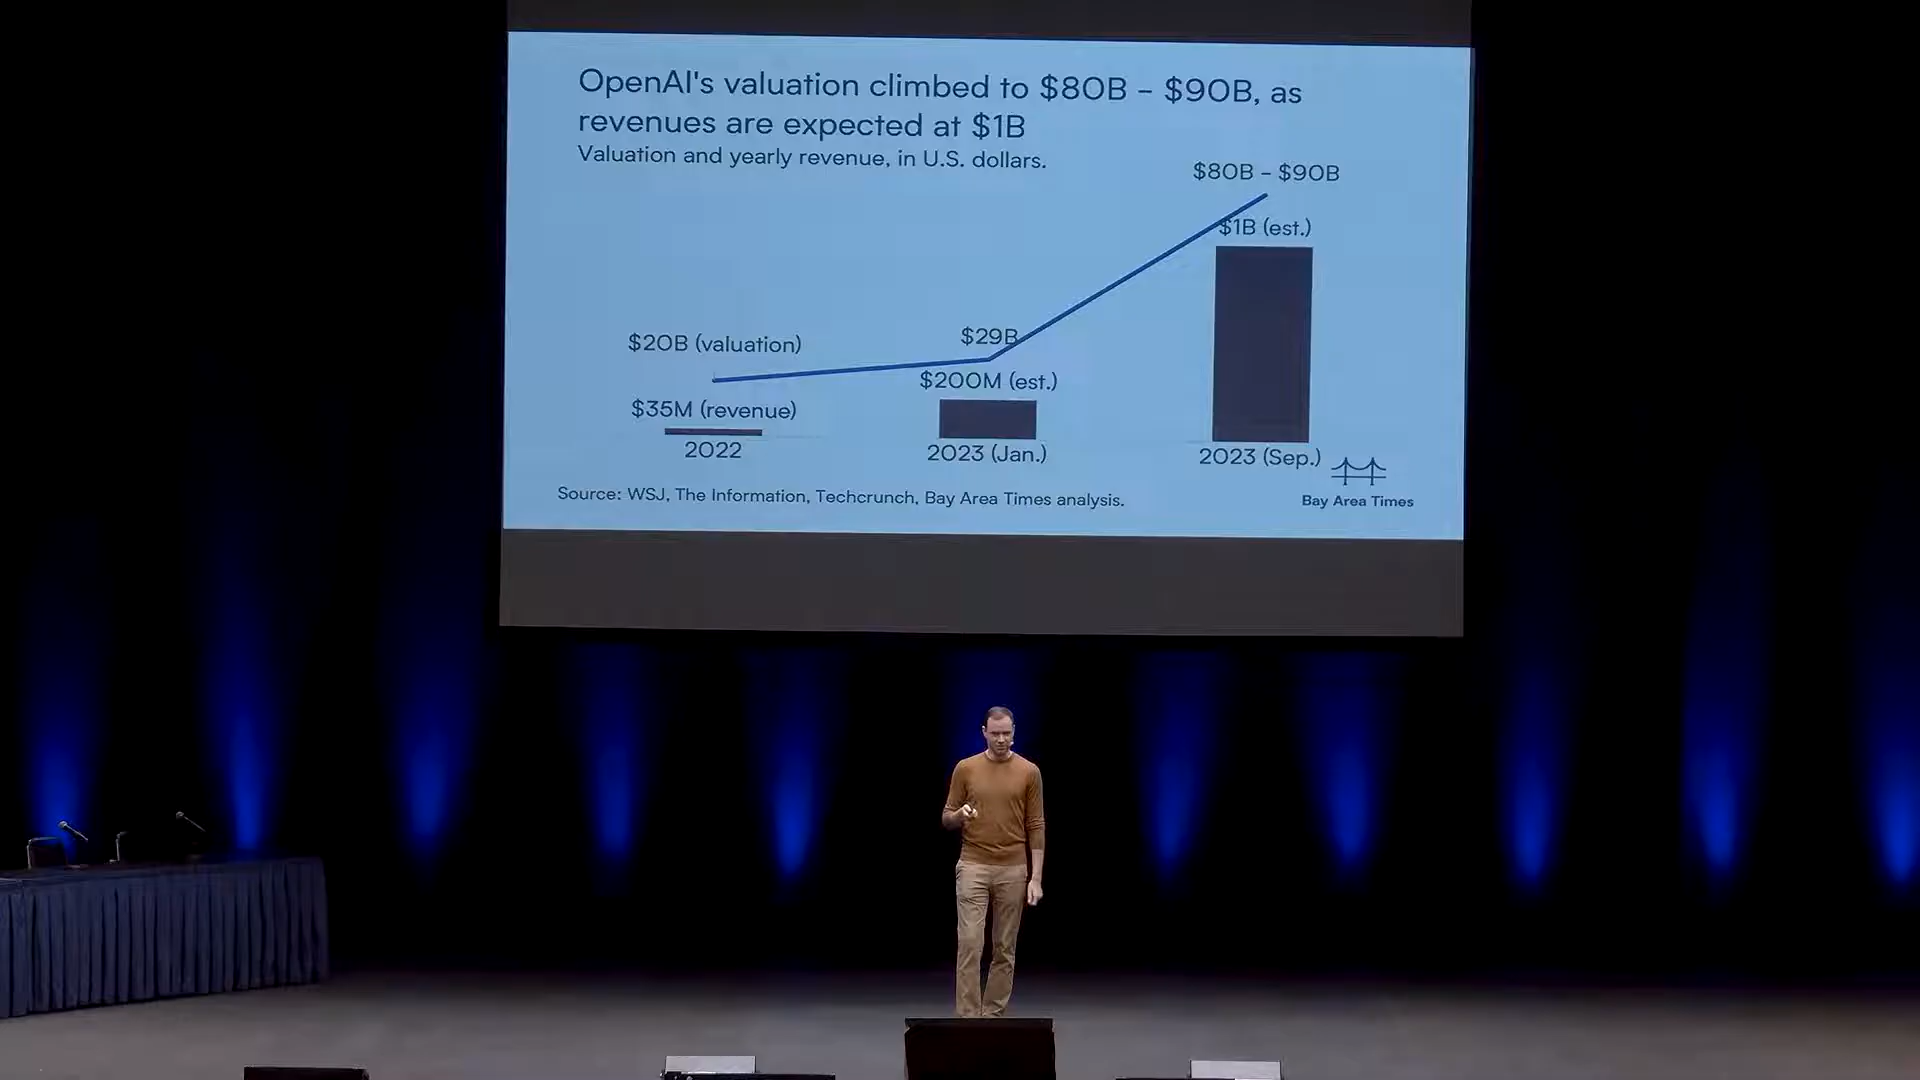 OpenAI's valuation climbed to $80B – $90B, as
revenues are expected at $1B
Valuation and yearly revenue, in U.S. dollars.
$80B – $90B
$1B (est.)
$20B (valuation)
$29B
$200M (est.)
$35M (revenue)
2022
2023 (Jan.)
2023 (Sep.)
Source: WSJ, The Information, Techcrunch, Bay Area Times analysis.
Bay Area Times